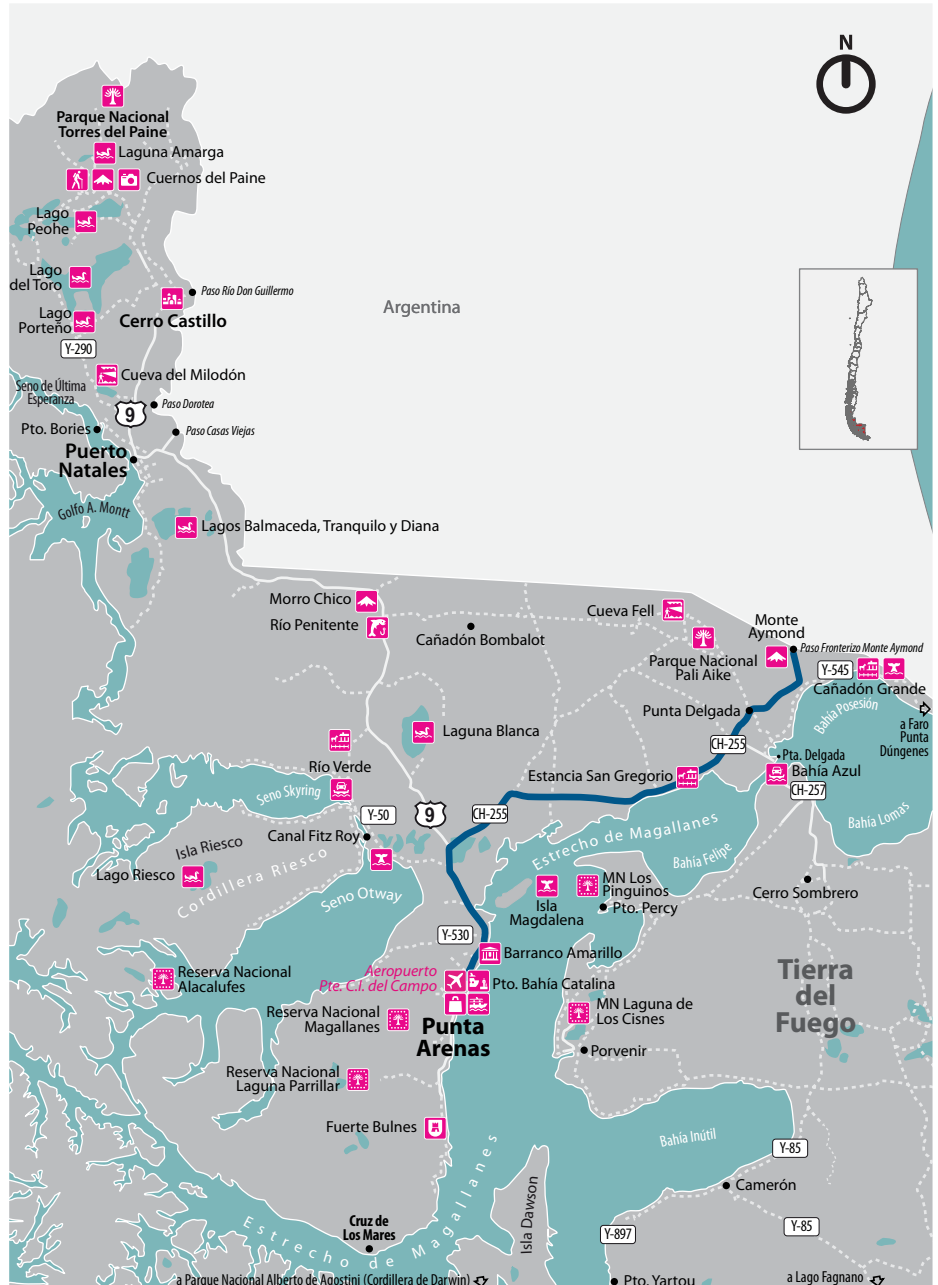 N
Parque Nacional
Torres del Paine
Laguna Amarga
Cuernos del Paine
Lago
Peohe
Lago
del Toro
Paso Río Don Guillermo
Argentina
Cerro Castillo
Lago
Porteño
Y-290
Cueva del Milodón
Seno de Última
Esperanza
9
Paso Dorotea
Pto. Bories
Paso Casas Viejas
Puerto
Natales
Golfo A. Montt
Lagos Balmaceda, Tranquilo y Diana
Morro Chico
Río Penitente
Cañadón Bombalot
Cueva Fell
Parque Nacional
Pali Aike
Monte
Aymond
Paso Fronterizo Monte Aymond
Y-545
Cañadón Grande
Bahía Posesión
a Faro
Punta
Dúngenes
Punta Delgada
CH-255
Pta. Delgada
Bahía Azul
CH-257
Bahía Lomas
Laguna Blanca
Estancia San Gregorio
Río Verde
Seno Skyring
Y-50
9
CH-255
Canal Fitz Roy
Estrecho de Magallanes
Bahía Felipe
Isla Riesco
Cordillera Riesco
Lago Riesco
Seno Otway
Isla
Magdalena
MN Los
Pinguinos
Pto. Percy
Cerro Sombrero
Y-530
Barranco Amarillo
Aeropuerto
Pte. C.I. del Campo
Pto. Bahía Catalina
Reserva Nacional
Alacalufes
Reserva Nacional
Magallanes
Punta
Arenas
MN Laguna de
Los Cisnes
Tierra
del
Fuego
Porvenir
Reserva Nacional
Laguna Parrillar
Fuerte Bulnes
Bahía Inútil
Y-85
Camerón
Isla Dawson
Cruz de
Los Mares
Estrecho de Magallanes
Y-897
Y-85
a Parque Nacional Alberto de Agostini (Cordillera de Darwin)
Pto. Yartou
a Lago Fagnano